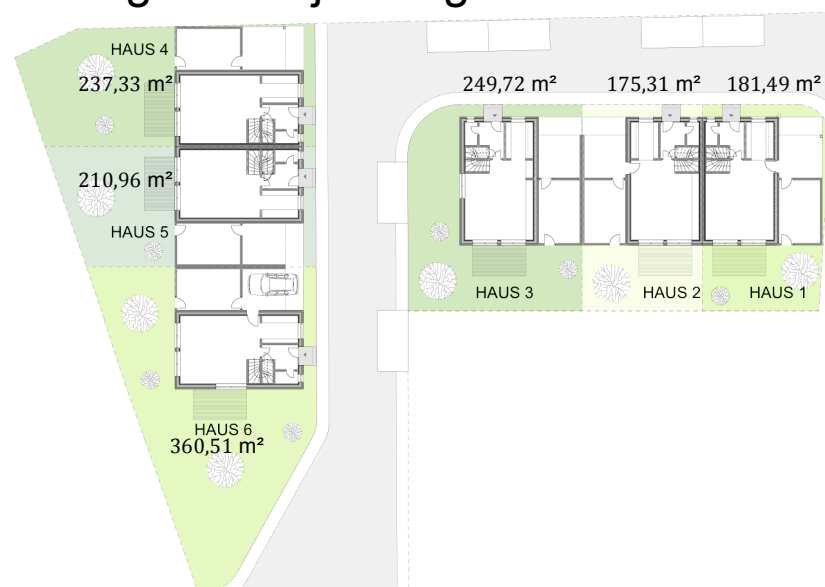 HAUS 4
237,33 m²
249,72 m²
175,31 m²
181,49 m²
210,96 m²
HAUS 5
HAUS 3
HAUS 2
HAUS 1
HAUS 6
360,51 m²